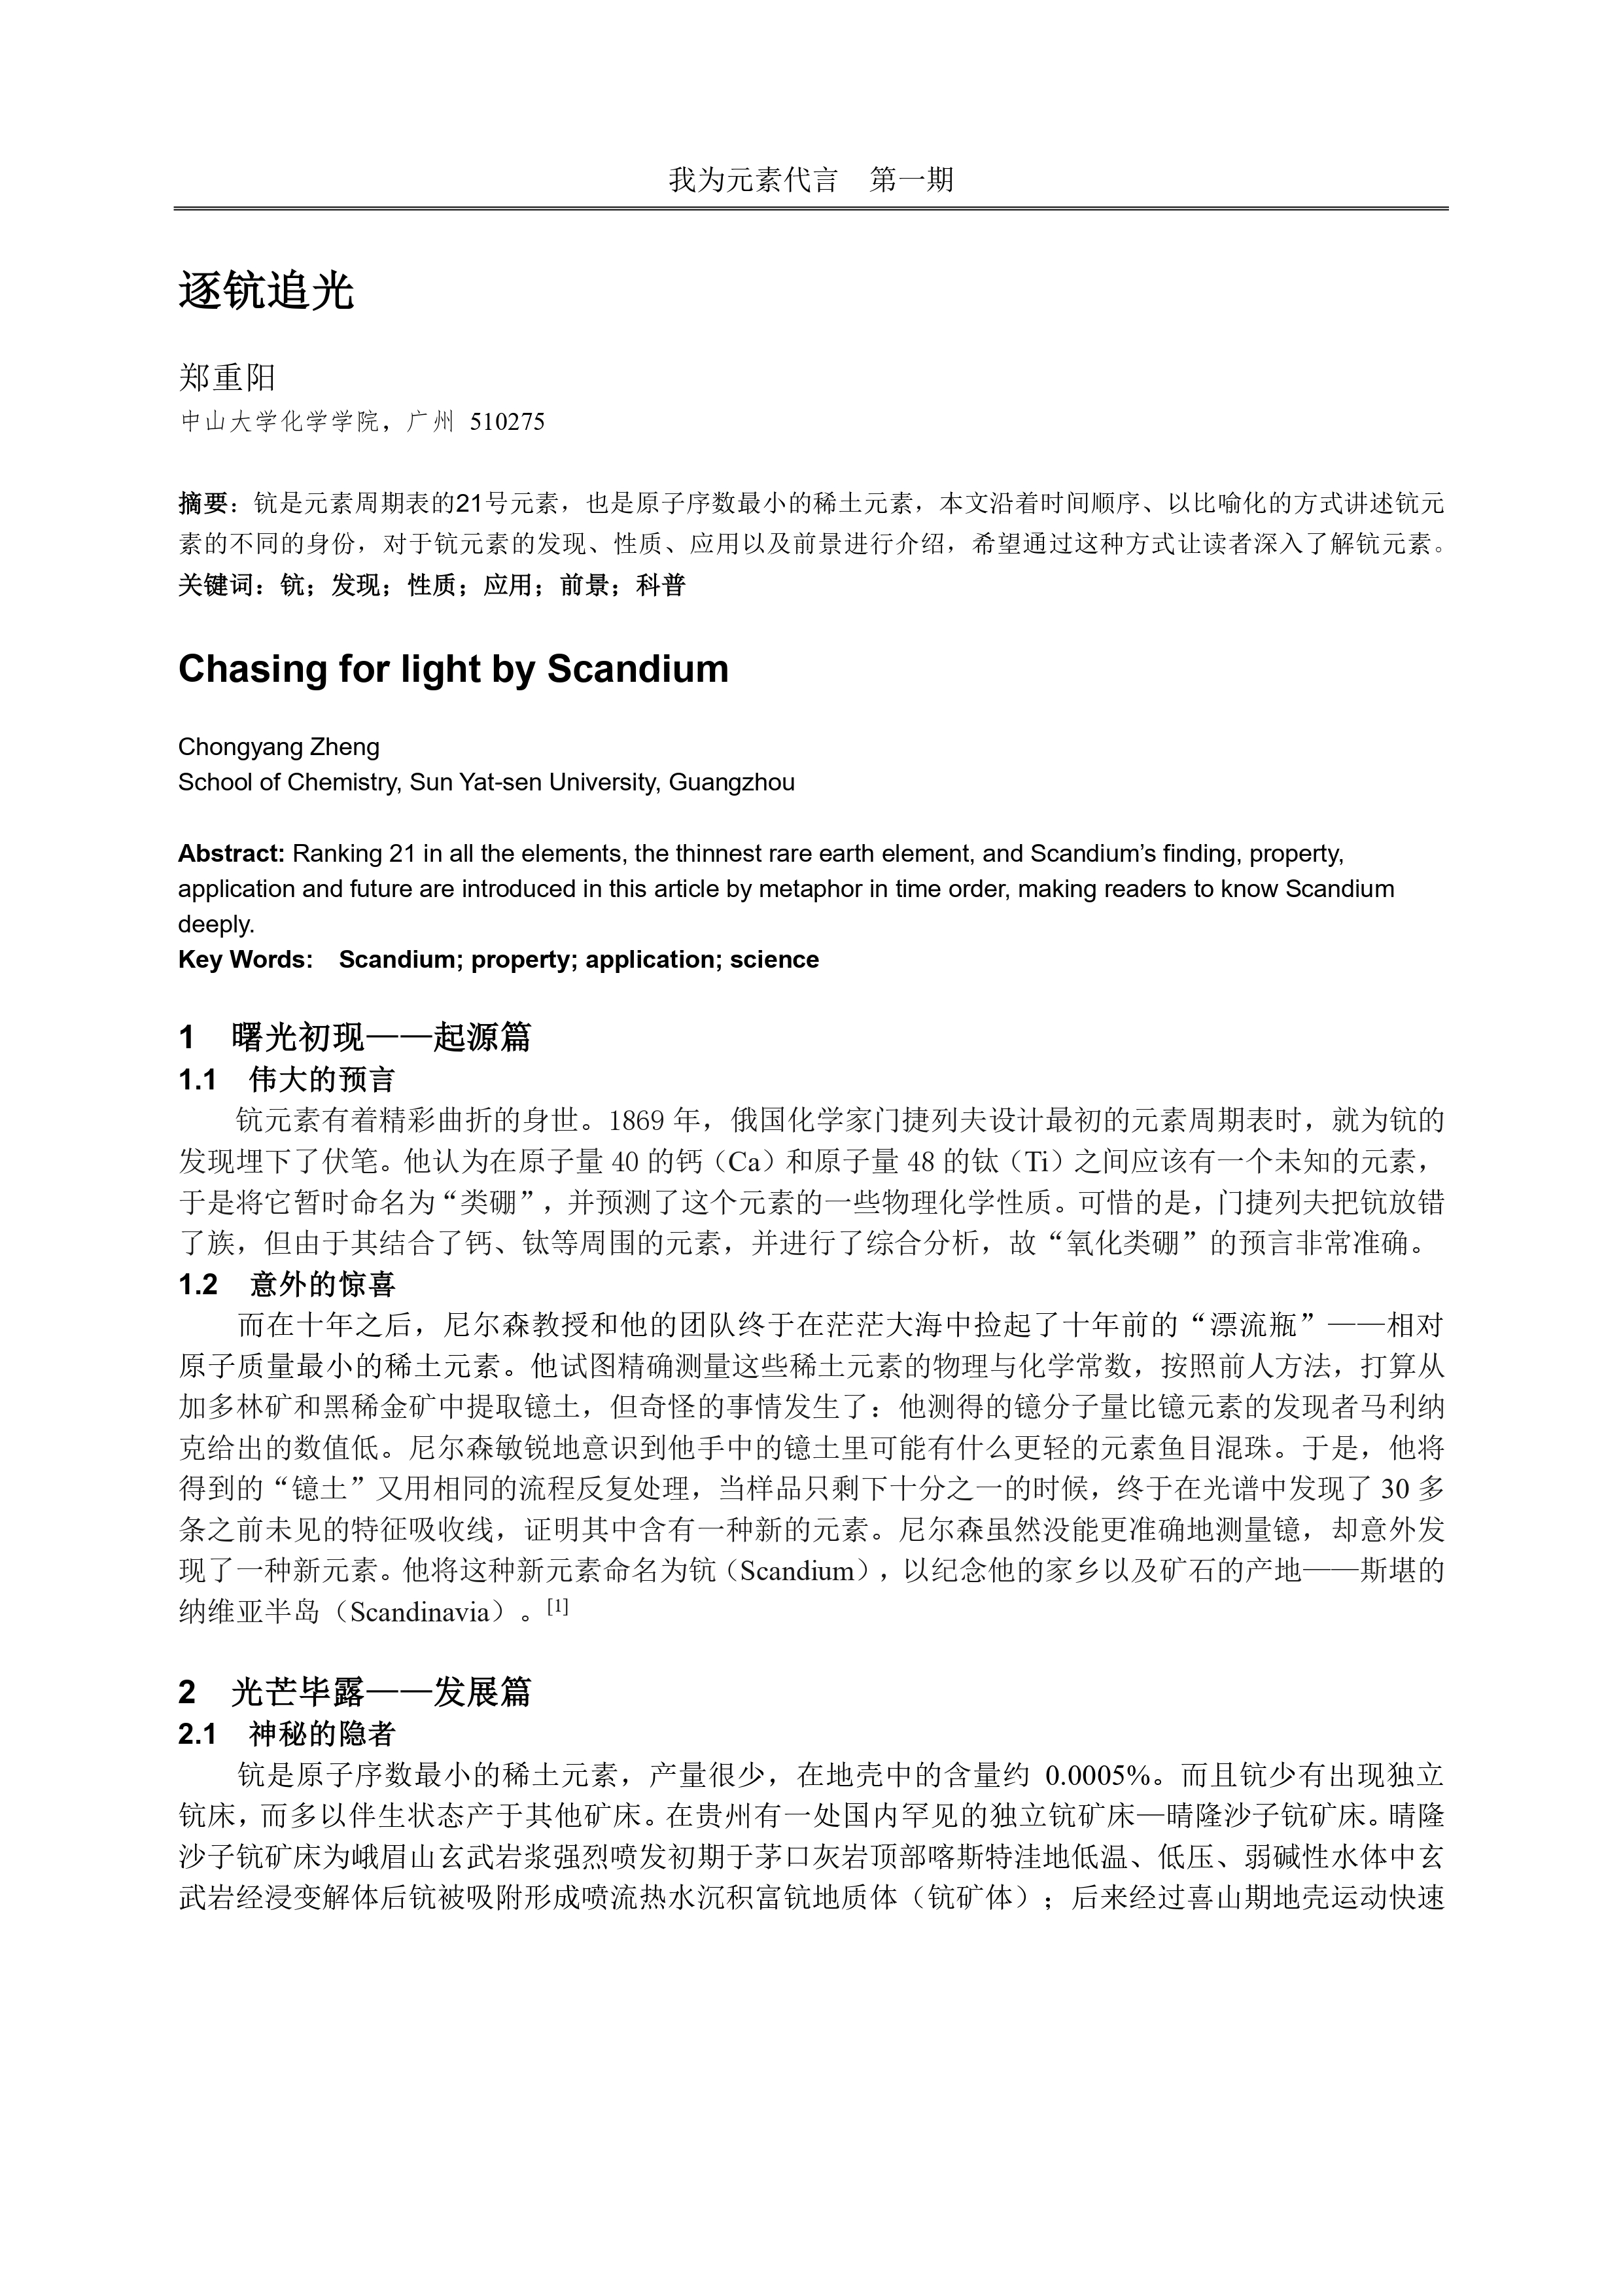 我为元素代言　第一期
逐钪追光
郑重阳
中山大学化学学院，广州 510275
摘要：钪是元素周期表的21号元素，也是原子序数最小的稀土元素，本文沿着时间顺序、以比喻化的方式讲述钪元
素的不同的身份，对于钪元素的发现、性质、应用以及前景进行介绍，希望通过这种方式让读者深入了解钪元素。
关键词：钪；发现；性质；应用；前景；科普
Chasing for light by Scandium
Chongyang Zheng
School of Chemistry, Sun Yat-sen University, Guangzhou
Abstract: Ranking 21 in all the elements, the thinnest rare earth element, and Scandium’s finding, property,
application and future are introduced in this article by metaphor in time order, making readers to know Scandium
deeply.
Key Words: Scandium; property; application; science
1 曙光初现——起源篇
1.1 伟大的预言
钪元素有着精彩曲折的身世。1869 年，俄国化学家门捷列夫设计最初的元素周期表时，就为钪的
发现埋下了伏笔。他认为在原子量 40 的钙（Ca）和原子量 48 的钛（Ti）之间应该有一个未知的元素，
于是将它暂时命名为“类硼”，并预测了这个元素的一些物理化学性质。可惜的是，门捷列夫把钪放错
了族，但由于其结合了钙、钛等周围的元素，并进行了综合分析，故“氧化类硼”的预言非常准确。
1.2 意外的惊喜
而在十年之后，尼尔森教授和他的团队终于在茫茫大海中捡起了十年前的“漂流瓶”——相对
原子质量最小的稀土元素。他试图精确测量这些稀土元素的物理与化学常数，按照前人方法，打算从
加多林矿和黑稀金矿中提取镱土，但奇怪的事情发生了：他测得的镱分子量比镱元素的发现者马利纳
克给出的数值低。尼尔森敏锐地意识到他手中的镱土里可能有什么更轻的元素鱼目混珠。于是，他将
得到的“镱土”又用相同的流程反复处理，当样品只剩下十分之一的时候，终于在光谱中发现了 30 多
条之前未见的特征吸收线，证明其中含有一种新的元素。尼尔森虽然没能更准确地测量镱，却意外发
现了一种新元素。他将这种新元素命名为钪（Scandium），以纪念他的家乡以及矿石的产地——斯堪的
纳维亚半岛（Scandinavia）。[1]
2 光芒毕露——发展篇
2.1 神秘的隐者
钪是原子序数最小的稀土元素，产量很少，在地壳中的含量约 0.0005%。而且钪少有出现独立
钪床，而多以伴生状态产于其他矿床。在贵州有一处国内罕见的独立钪矿床—晴隆沙子钪矿床。晴隆
沙子钪矿床为峨眉山玄武岩浆强烈喷发初期于茅口灰岩顶部喀斯特洼地低温、低压、弱碱性水体中玄
武岩经浸变解体后钪被吸附形成喷流热水沉积富钪地质体（钪矿体）；后来经过喜山期地壳运动快速